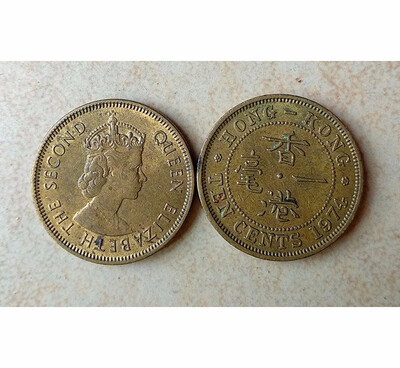 QUEEN ELIZABETH THE SECOND
HONG-KONG
香港一毫
TEN CENTS 1974